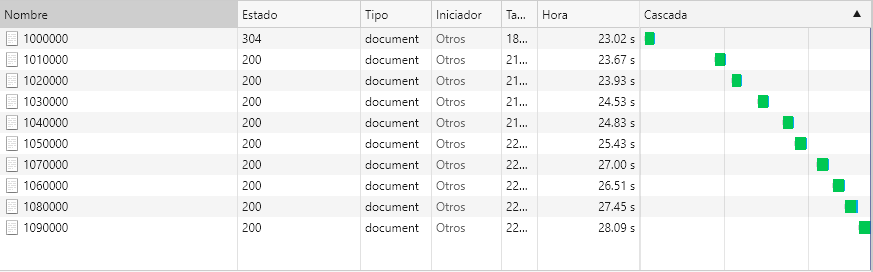 Nombre Estado Tipo Iniciador Ta... Hora Cascada
1000000 304 document Otros 18... 23.02 s
1010000 200 document Otros 21... 23.67 s
1020000 200 document Otros 21... 23.93 s
1030000 200 document Otros 21... 24.53 s
1040000 200 document Otros 21... 24.83 s
1050000 200 document Otros 22... 25.43 s
1070000 200 document Otros 22... 27.00 s
1060000 200 document Otros 22... 26.51 s
1080000 200 document Otros 22... 27.45 s
1090000 200 document Otros 22... 28.09 s